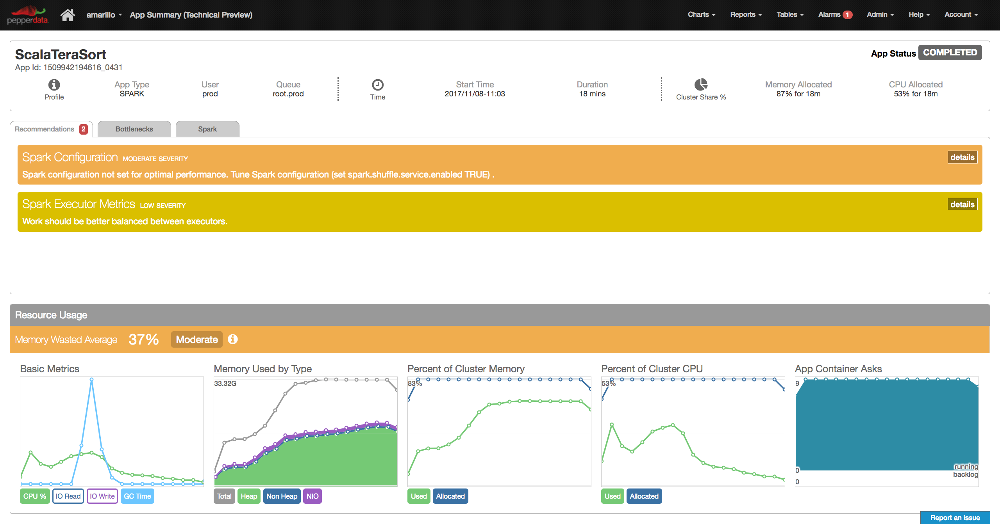 pepperdata
amarillo App Summary (Technical Preview) Charts Reports Tables Alarms 1 Admin Help Account
ScalaTeraSort
App Status COMPLETED
App Id: 1509942194616_0431
Profile
App Type
SPARK
User
prod
Queue
root.prod
Time
Start Time
2017/11/08-11:03
Duration
18 mins
Cluster Share %
Memory Allocated
87% for 18m
CPU Allocated
53% for 18m
Recommendations 2 Bottlenecks Spark
Spark Configuration MODERATE SEVERITY details
Spark configuration not set for optimal performance. Tune Spark configuration (set spark.shuffle.service.enabled TRUE) .
Spark Executor Metrics LOW SEVERITY details
Work should be better balanced between executors.
Resource Usage
Memory Wasted Average 37% Moderate
Basic Metrics
CPU % IO Read IO Write GC Time
Memory Used by Type
33.32G
Total Heap Non Heap NIO
Percent of Cluster Memory
83%
Used Allocated
Percent of Cluster CPU
53%
Used Allocated
App Container Asks
9
running
0
backlog
0
Report an issue